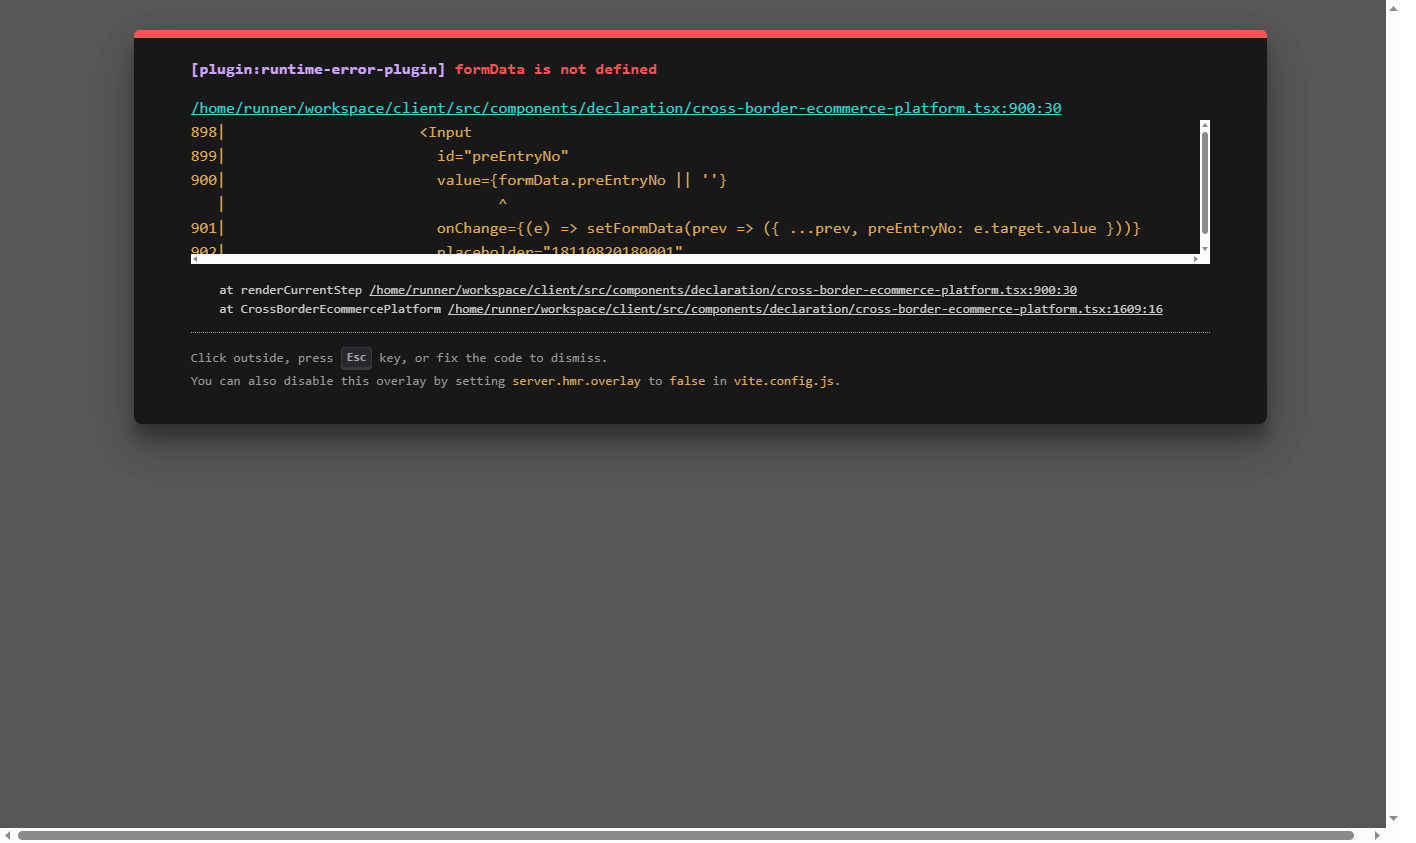 [plugin:runtime-error-plugin] formData is not defined
/home/runner/workspace/client/src/components/declaration/cross-border-ecommerce-platform.tsx:900:30
898|                      <Input
899|                        id="preEntryNo"
900|                        value={formData.preEntryNo || ''}
   |                               ^
901|                        onChange={(e) => setFormData(prev => ({ ...prev, preEntryNo: e.target.value }))}
902|                        placeholder="18110820180001"
at renderCurrentStep /home/runner/workspace/client/src/components/declaration/cross-border-ecommerce-platform.tsx:900:30
at CrossBorderEcommercePlatform /home/runner/workspace/client/src/components/declaration/cross-border-ecommerce-platform.tsx:1609:16
Click outside, press Esc key, or fix the code to dismiss.
You can also disable this overlay by setting server.hmr.overlay to false in vite.config.js.